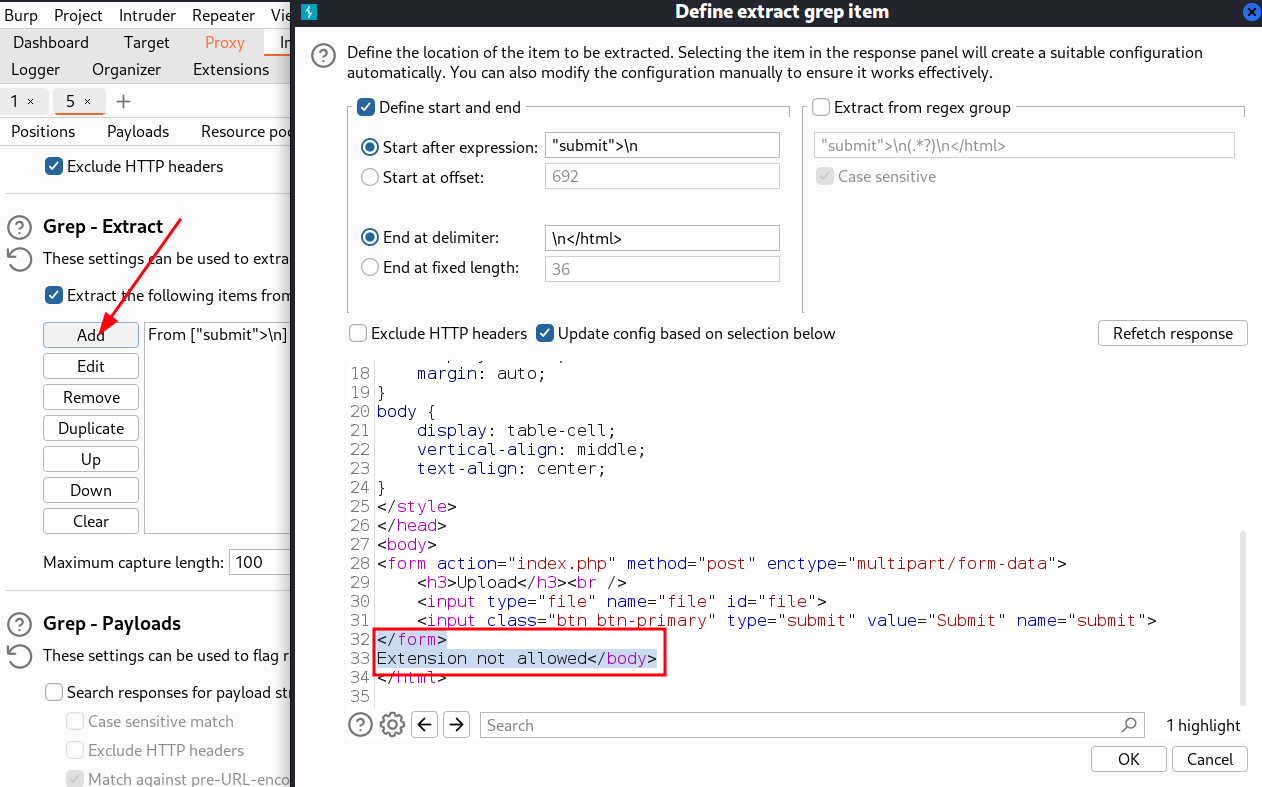 Burp Project Intruder Repeater
Dashboard Target Proxy
Logger Organizer Extensions
1 × 5 × +
Positions Payloads Resource
Exclude HTTP headers
Grep - Extract
These settings can be used to
Extract the following items
Add
Edit
Remove
Duplicate
Up
Down
Clear
From ["submit">\n]
Maximum capture length: 100
Grep - Payloads
These settings can be used to flag
Search responses for payload
Case sensitive match
Exclude HTTP headers
Match against
Define extract grep item
Define the location of the item to be extracted. Selecting the item in the response panel will create a suitable configuration
automatically. You can also modify the configuration manually to ensure it works effectively.
Define start and end
Start after expression: "submit">\n
Start at offset: 692
End at delimiter: \n</html>
End at fixed length: 36
Extract from regex group
"submit">\n(.*?)\n</html>
Case sensitive
Exclude HTTP headers Update config based on selection below Refetch response
18 margin: auto;
19 }
20 body {
21 display: table-cell;
22 vertical-align: middle;
23 text-align: center;
24 }
25 </style>
26 </head>
27 <body>
28 <form action="index.php" method="post" enctype="multipart/form-data">
29 <h3>Upload</h3><br />
30 <input type="file" name="file" id="file">
31 <input class="btn btn-primary" type="submit" value="Submit" name="submit">
32 </form>
33 Extension not allowed</body>
34 </html>
35
Search 1 highlight
OK Cancel